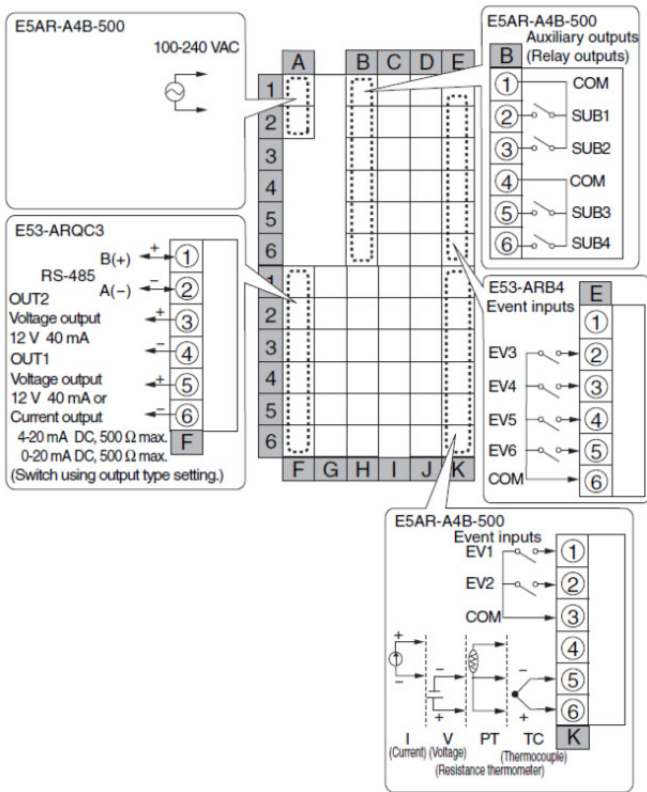 E5AR-A4B-500
100-240 VAC
A B C D E
1
2
3
4
5
6
1
2
3
4
5
6
F G H I J K
E5AR-A4B-500
Auxiliary outputs
(Relay outputs)
B
1 COM
2 SUB1
3 SUB2
4 COM
5 SUB3
6 SUB4
E53-ARQC3
B(+) + 1
RS-485
A(−) − 2
OUT2
Voltage output + 3
12 V 40 mA
− 4
OUT1
Voltage output + 5
12 V 40 mA or
Current output − 6
4-20 mA DC, 500 Ω max.
0-20 mA DC, 500 Ω max.
F
(Switch using output type setting.)
E53-ARB4
Event inputs
E
1
EV3 2
EV4 3
EV5 4
EV6 5
COM 6
E5AR-A4B-500
Event inputs
EV1 1
EV2 2
COM 3
4
5
6
+ −
− +
− +
I V PT TC K
(Current) (Voltage) (Thermocouple)
(Resistance thermometer)